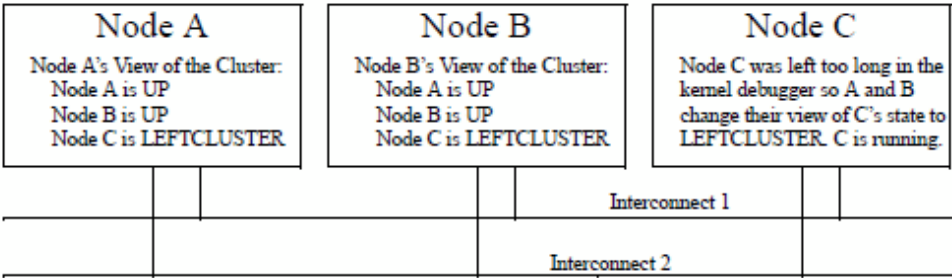 Node A
Node A's View of the Cluster:
Node A is UP
Node B is UP
Node C is LEFTCLUSTER
Node B
Node B's View of the Cluster:
Node A is UP
Node B is UP
Node C is LEFTCLUSTER
Node C
Node C was left too long in the
kernel debugger so A and B
change their view of C's state to
LEFTCLUSTER. C is running.
Interconnect 1
Interconnect 2